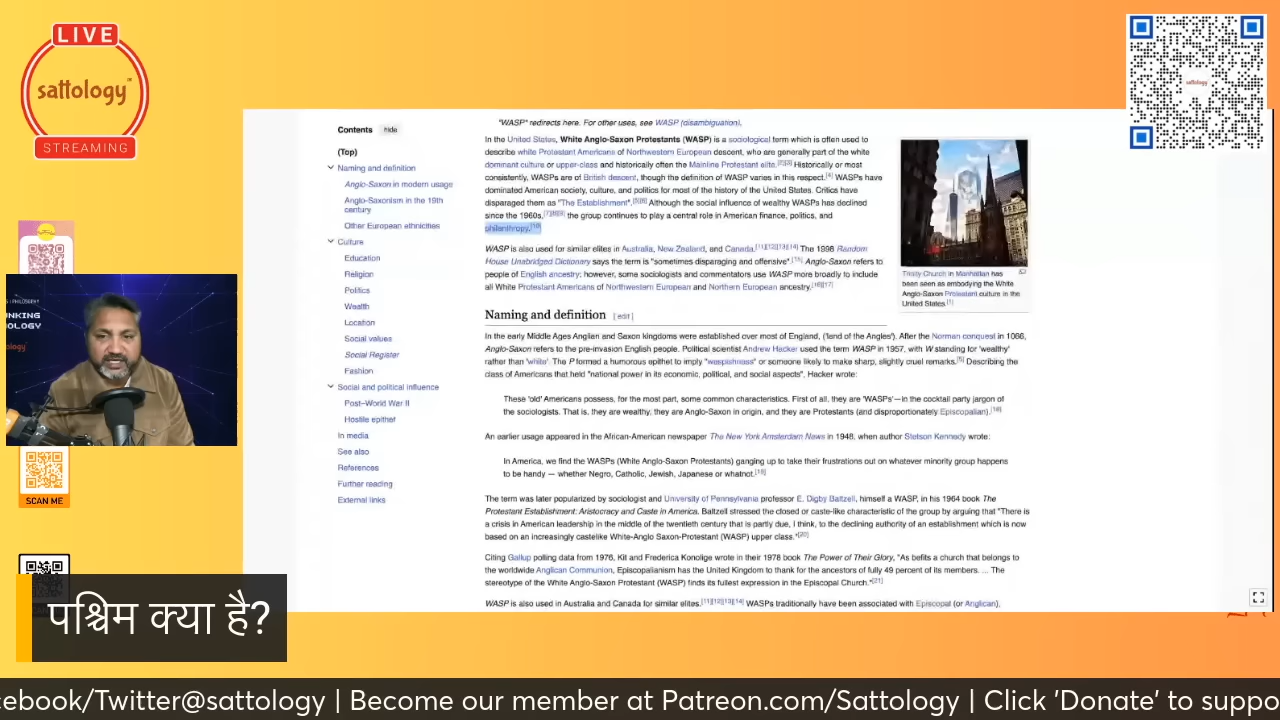 LIVE
sattology
STREAMING
"WASP" redirects here. For other uses, see WASP (disambiguation).
Contents hide
(Top)
Naming and definition
Anglo-Saxon in modern usage
Anglo-Saxonism in the 19th
century
Other European ethnicities
Culture
Education
Religion
Politics
Wealth
Location
Social values
Social Register
Fashion
Social and political influence
Post–World War II
Hostile epithet
In media
See also
References
Further reading
External links
In the United States, White Anglo-Saxon Protestants (WASP) is a sociological term which is often used to
describe white Protestant Americans of Northwestern European descent, who are generally part of the white
dominant culture or upper-class and historically often the Mainline Protestant elite.[2][3] Historically or most
consistently, WASPs are of British descent, though the definition of WASP varies in this respect.[4] WASPs have
dominated American society, culture, and politics for most of the history of the United States. Critics have
disparaged them as "The Establishment".[5][6] Although the social influence of wealthy WASPs has declined
since the 1960s,[7][8][9] the group continues to play a central role in American finance, politics, and
philanthropy.[10]
WASP is also used for similar elites in Australia, New Zealand, and Canada.[11][12][13][14] The 1998 Random
House Unabridged Dictionary says the term is "sometimes disparaging and offensive".[15] Anglo-Saxon refers to
people of English ancestry; however, some sociologists and commentators use WASP more broadly to include
all White Protestant Americans of Northwestern European and Northern European ancestry.[16][17]
Trinity Church in Manhattan has
been seen as embodying the White
Anglo-Saxon Protestant culture in the
United States.[1]
Naming and definition [edit]
In the early Middle Ages Anglian and Saxon kingdoms were established over most of England, ('land of the Angles'). After the Norman conquest in 1066,
Anglo-Saxon refers to the pre-invasion English people. Political scientist Andrew Hacker used the term WASP in 1957, with W standing for 'wealthy'
rather than 'white'. The P formed a humorous epithet to imply "waspishness" or someone likely to make sharp, slightly cruel remarks.[5] Describing the
class of Americans that held "national power in its economic, political, and social aspects", Hacker wrote:
These 'old' Americans possess, for the most part, some common characteristics. First of all, they are 'WASPs'—in the cocktail party jargon of
the sociologists. That is, they are wealthy, they are Anglo-Saxon in origin, and they are Protestants (and disproportionately Episcopalian).[18]
An earlier usage appeared in the African-American newspaper The New York Amsterdam News in 1948, when author Stetson Kennedy wrote:
In America, we find the WASPs (White Anglo-Saxon Protestants) ganging up to take their frustrations out on whatever minority group happens
to be handy — whether Negro, Catholic, Jewish, Japanese or whatnot.[19]
The term was later popularized by sociologist and University of Pennsylvania professor E. Digby Baltzell, himself a WASP, in his 1964 book The
Protestant Establishment: Aristocracy and Caste in America. Baltzell stressed the closed or caste-like characteristic of the group by arguing that "There is
a crisis in American leadership in the middle of the twentieth century that is partly due, I think, to the declining authority of an establishment which is now
based on an increasingly castelike White-Anglo Saxon-Protestant (WASP) upper class."[20]
Citing Gallup polling data from 1976, Kit and Frederica Konolige wrote in their 1978 book The Power of Their Glory, "As befits a church that belongs to
the worldwide Anglican Communion, Episcopalianism has the United Kingdom to thank for the ancestors of fully 49 percent of its members. ... The
stereotype of the White Anglo-Saxon Protestant (WASP) finds its fullest expression in the Episcopal Church."[21]
WASP is also used in Australia and Canada for similar elites.[11][12][13][14] WASPs traditionally have been associated with Episcopal (or Anglican),
SCAN ME
पश्चिम क्या है?
cebook/Twitter@sattology | Become our member at Patreon.com/Sattology | Click 'Donate' to suppo